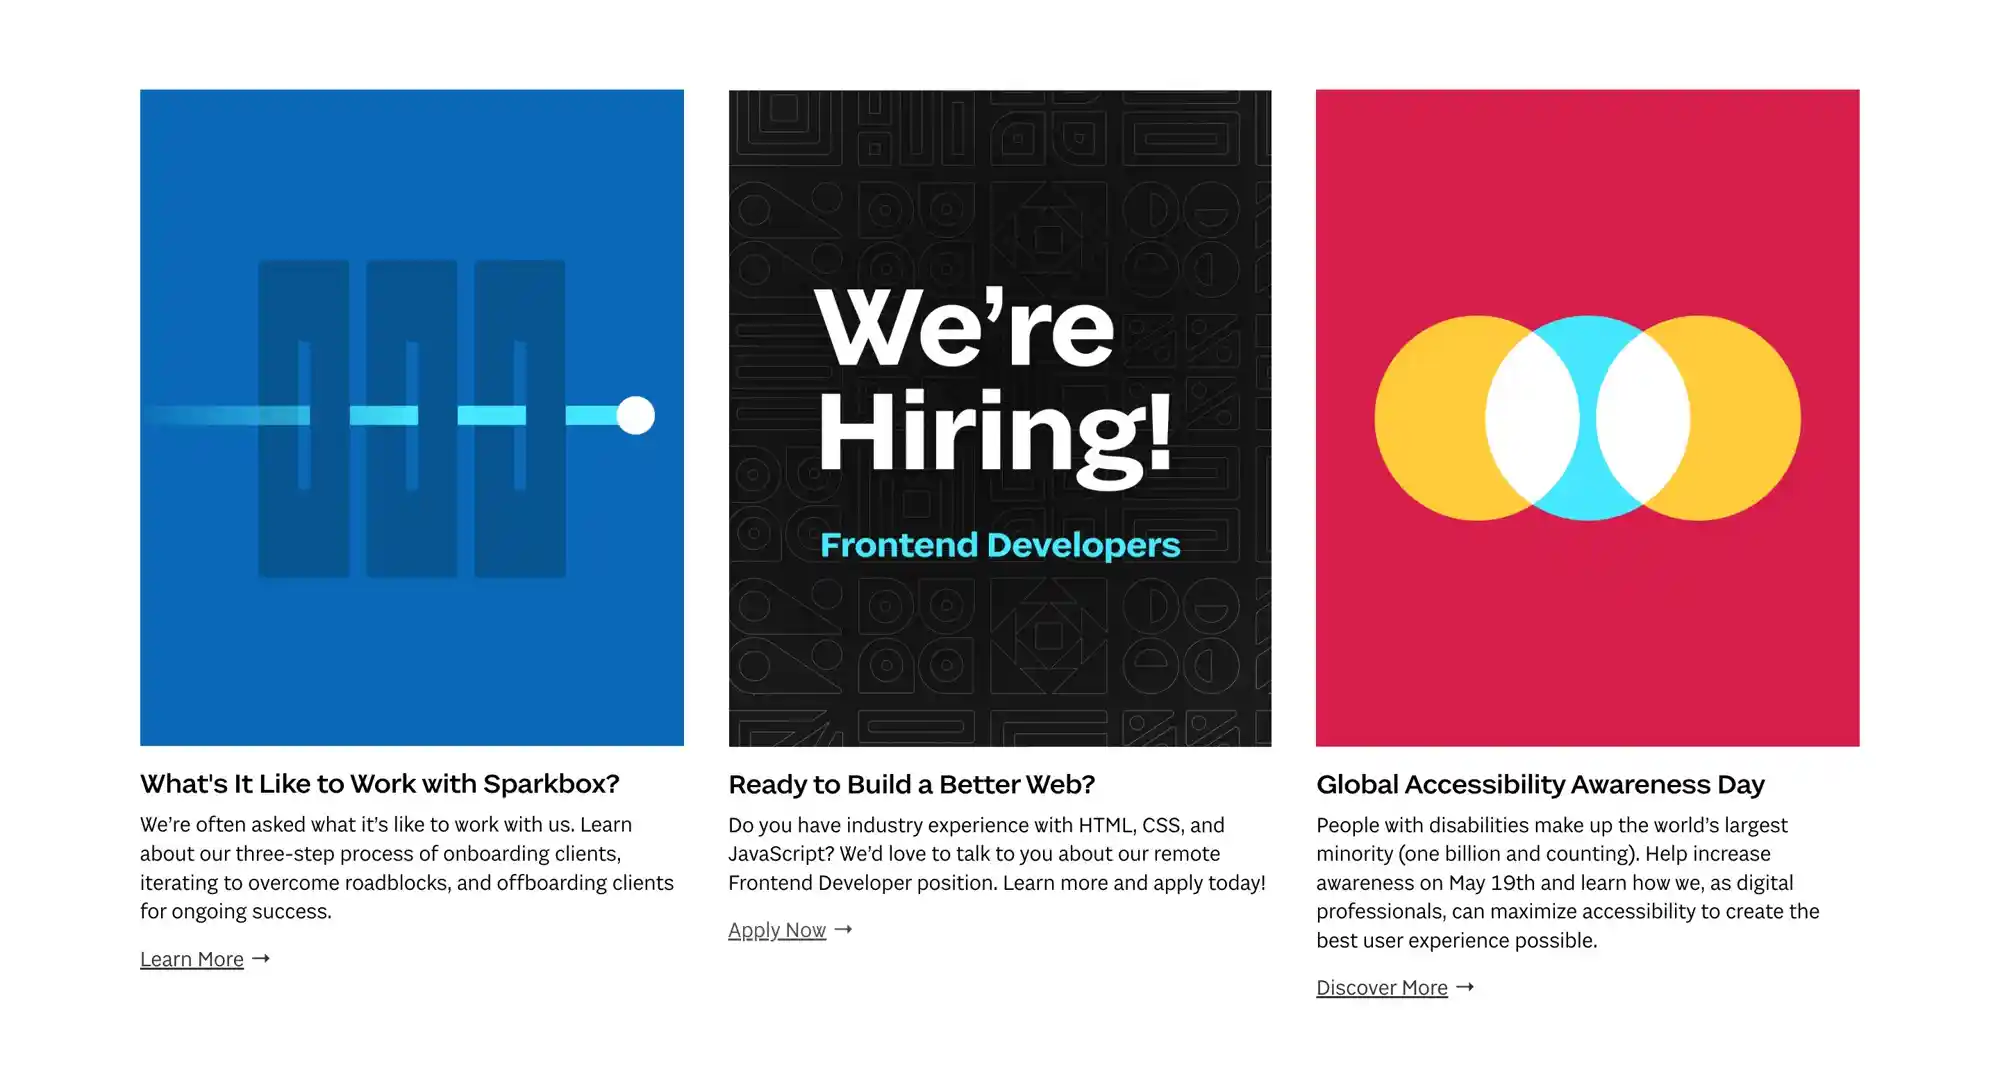 We’re
Hiring!
Frontend Developers
What's It Like to Work with Sparkbox?
We’re often asked what it’s like to work with us. Learn
about our three-step process of onboarding clients,
iterating to overcome roadblocks, and offboarding clients
for ongoing success.
Learn More →
Ready to Build a Better Web?
Do you have industry experience with HTML, CSS, and
JavaScript? We’d love to talk to you about our remote
Frontend Developer position. Learn more and apply today!
Apply Now →
Global Accessibility Awareness Day
People with disabilities make up the world’s largest
minority (one billion and counting). Help increase
awareness on May 19th and learn how we, as digital
professionals, can maximize accessibility to create the
best user experience possible.
Discover More →